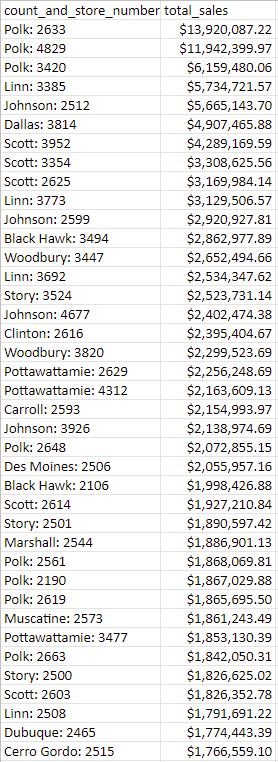 count_and_store_number total_sales
Polk: 2633 $13,920,087.22
Polk: 4829 $11,942,399.97
Polk: 3420 $6,159,480.06
Linn: 3385 $5,734,721.57
Johnson: 2512 $5,665,143.70
Dallas: 3814 $4,907,465.88
Scott: 3952 $4,289,169.59
Scott: 3354 $3,308,625.56
Scott: 2625 $3,169,984.14
Linn: 3773 $3,129,506.57
Johnson: 2599 $2,920,927.81
Black Hawk: 3494 $2,862,977.89
Woodbury: 3447 $2,652,494.66
Linn: 3692 $2,534,347.62
Story: 3524 $2,523,731.14
Johnson: 4677 $2,402,474.38
Clinton: 2616 $2,395,404.67
Woodbury: 3820 $2,299,523.69
Pottawattamie: 2629 $2,256,248.69
Pottawattamie: 4312 $2,163,609.13
Carroll: 2593 $2,154,993.97
Johnson: 3926 $2,138,974.69
Polk: 2648 $2,072,855.15
Des Moines: 2506 $2,055,957.16
Black Hawk: 2106 $1,998,426.88
Scott: 2614 $1,927,210.84
Story: 2501 $1,890,597.42
Marshall: 2544 $1,886,901.13
Polk: 2561 $1,868,069.81
Polk: 2190 $1,867,029.88
Polk: 2619 $1,865,695.50
Muscatine: 2573 $1,861,243.49
Pottawattamie: 3477 $1,853,130.39
Polk: 2663 $1,842,050.31
Story: 2500 $1,826,625.02
Scott: 2603 $1,826,352.78
Linn: 2508 $1,791,691.22
Dubuque: 2465 $1,774,443.39
Cerro Gordo: 2515 $1,766,559.10